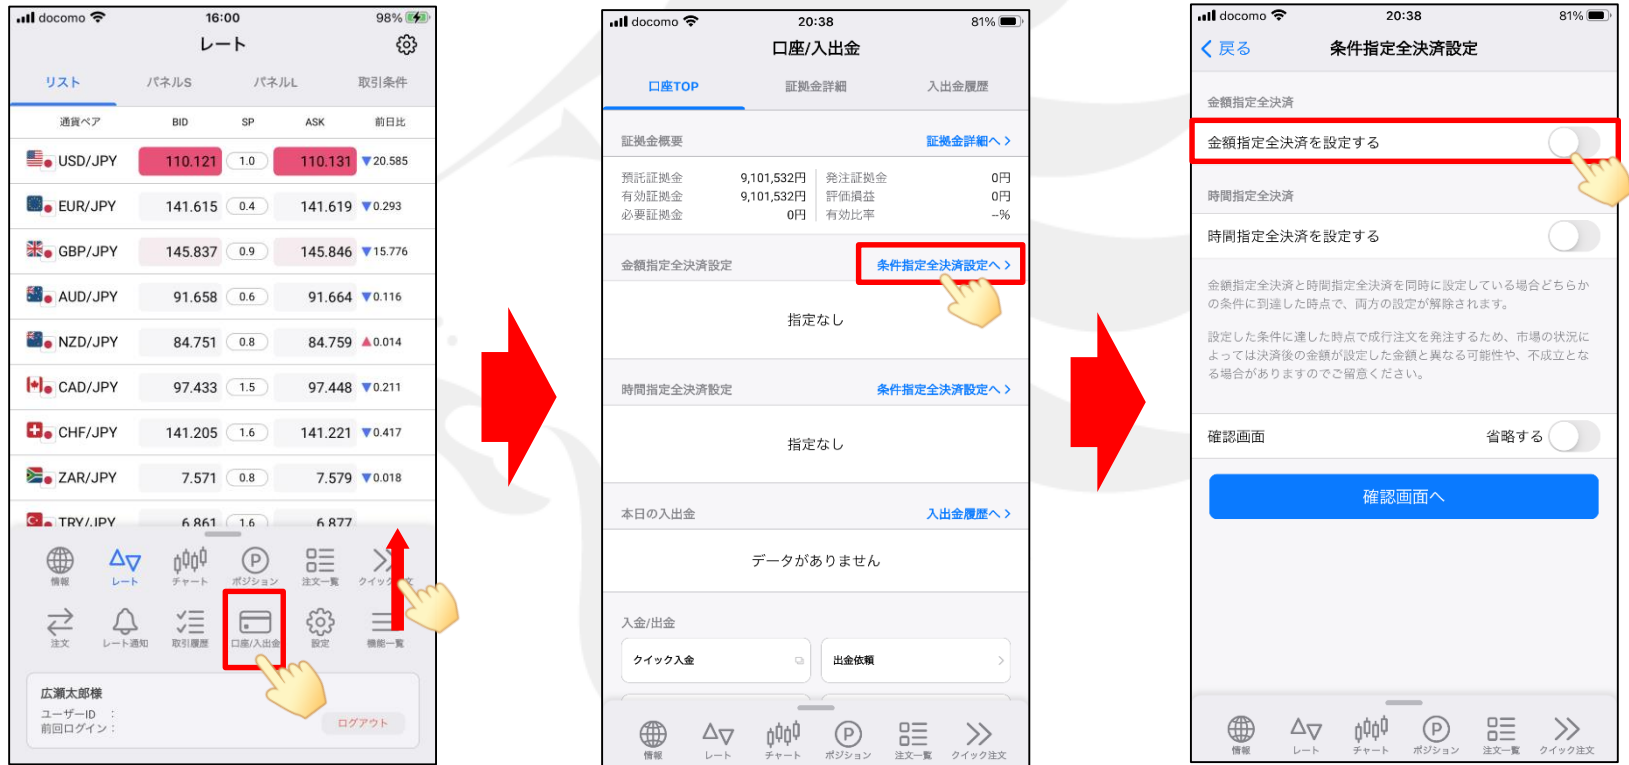 docomo 16:00 98%
レート
リスト パネルS パネルL 取引条件
通貨ペア BID SP ASK 前日比
USD/JPY 110.121 1.0 110.131 ▼20.585
EUR/JPY 141.615 0.4 141.619 ▼0.293
GBP/JPY 145.837 0.9 145.846 ▼15.776
AUD/JPY 91.658 0.6 91.664 ▼0.116
NZD/JPY 84.751 0.8 84.759 ▲0.014
CAD/JPY 97.433 1.5 97.448 ▼0.211
CHF/JPY 141.205 1.6 141.221 ▼0.417
ZAR/JPY 7.571 0.8 7.579 ▼0.018
TRY/JPY 6.861 1.6 6.877
情報 レート チャート ポジション 注文一覧 クイック注文
注文 レート通知 取引履歴 口座/入出金 設定 機能一覧
広瀬太郎様
ユーザーID :
前回ログイン :
ログアウト
docomo 20:38 81%
口座/入出金
口座TOP 証拠金詳細 入出金履歴
証拠金概要 証拠金詳細へ >
預託証拠金 9,101,532円 発注証拠金 0円
有効証拠金 9,101,532円 評価損益 0円
必要証拠金 0円 有効比率 --%
金額指定全決済設定 条件指定全決済設定へ >
指定なし
時間指定全決済設定 条件指定全決済設定へ >
指定なし
本日の入出金 入出金履歴へ >
データがありません
入金/出金
クイック入金 出金依頼 >
情報 レート チャート ポジション 注文一覧 クイック注文
docomo 20:38 81%
戻る 条件指定全決済設定
金額指定全決済
金額指定全決済を設定する
時間指定全決済
時間指定全決済を設定する
金額指定全決済と時間指定全決済を同時に設定している場合どちらか
の条件に到達した時点で、両方の設定が解除されます。
設定した条件に達した時点で成行注文を発注するため、市場の状況に
よっては決済後の金額が設定した金額と異なる可能性や、不成立とな
る場合がありますのでご留意ください。
確認画面 省略する
確認画面へ
情報 レート チャート ポジション 注文一覧 クイック注文